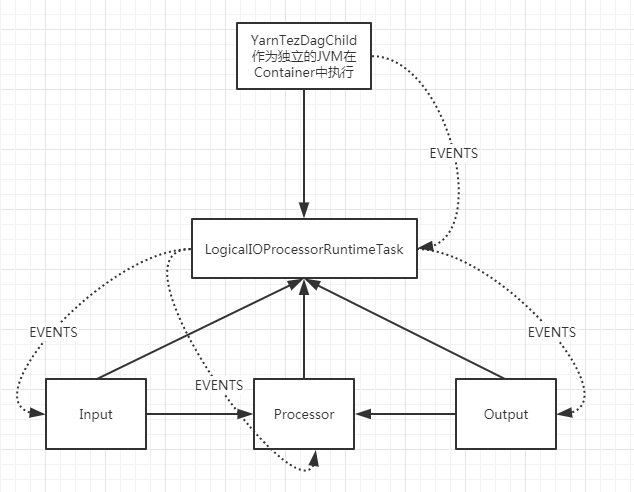 YarnTezDagChild
作为独立的JVM在
Container中执行
EVENTS
LogicalIOProcessorRuntimeTask
EVENTS
EVENTS
EVENTS
Input
Processor
Output